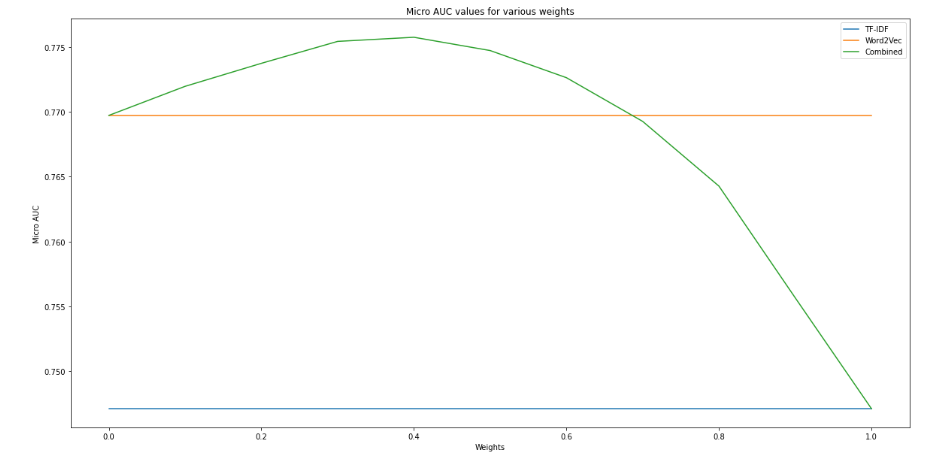 Micro AUC values for various weights
TF-IDF
Word2Vec
Combined
0.775
0.770
0.765
0.760
0.755
0.750
Micro AUC
0.0 0.2 0.4 0.6 0.8 1.0
Weights